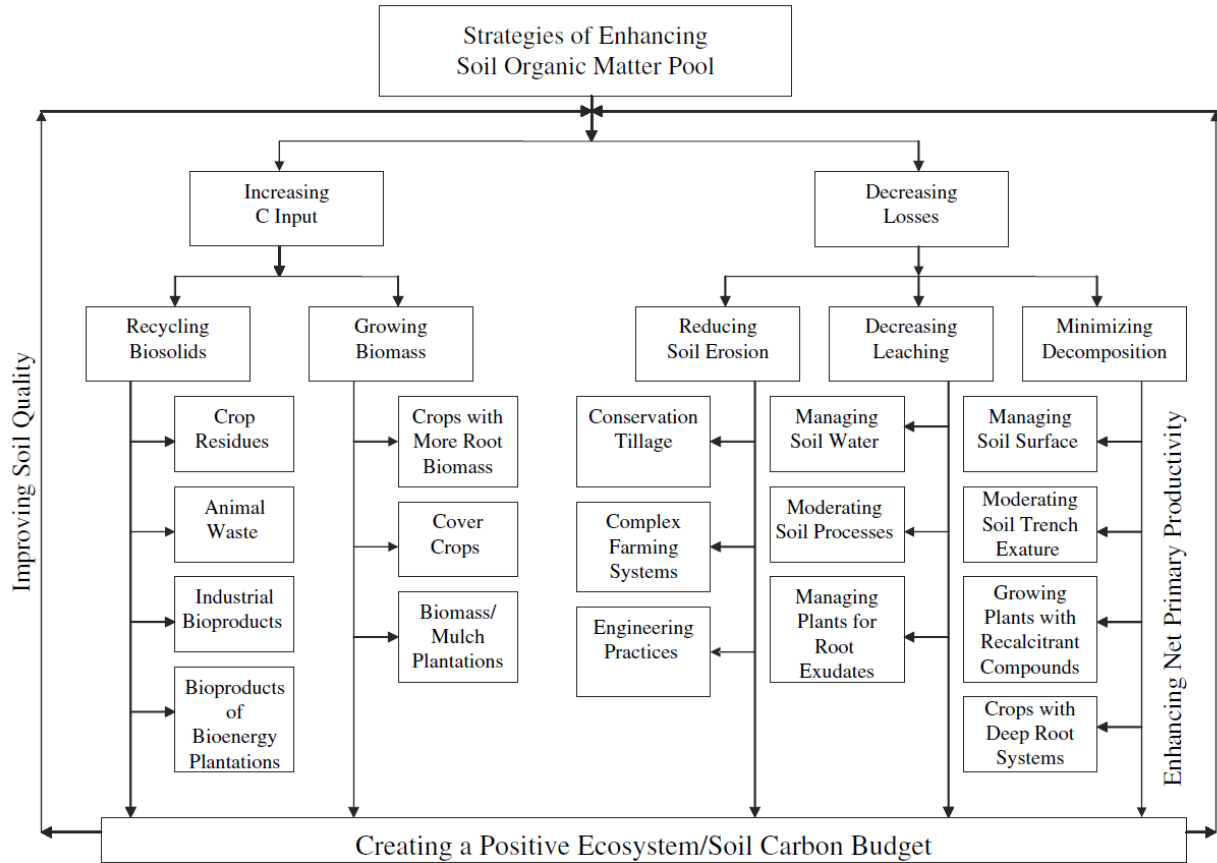 Strategies of Enhancing
Soil Organic Matter Pool
Increasing
C Input
Decreasing
Losses
Recycling
Biosolids
Growing
Biomass
Reducing
Soil Erosion
Decreasing
Leaching
Minimizing
Decomposition
Crop
Residues
Animal
Waste
Industrial
Bioproducts
Bioproducts
of
Bioenergy
Plantations
Crops with
More Root
Biomass
Cover
Crops
Biomass/
Mulch
Plantations
Conservation
Tillage
Complex
Farming
Systems
Engineering
Practices
Managing
Soil Water
Moderating
Soil Processes
Managing
Plants for
Root
Exudates
Managing
Soil Surface
Moderating
Soil Trench
Exature
Growing
Plants with
Recalcitrant
Compounds
Crops with
Deep Root
Systems
Improving Soil Quality
Enhancing Net Primary Productivity
Creating a Positive Ecosystem/Soil Carbon Budget